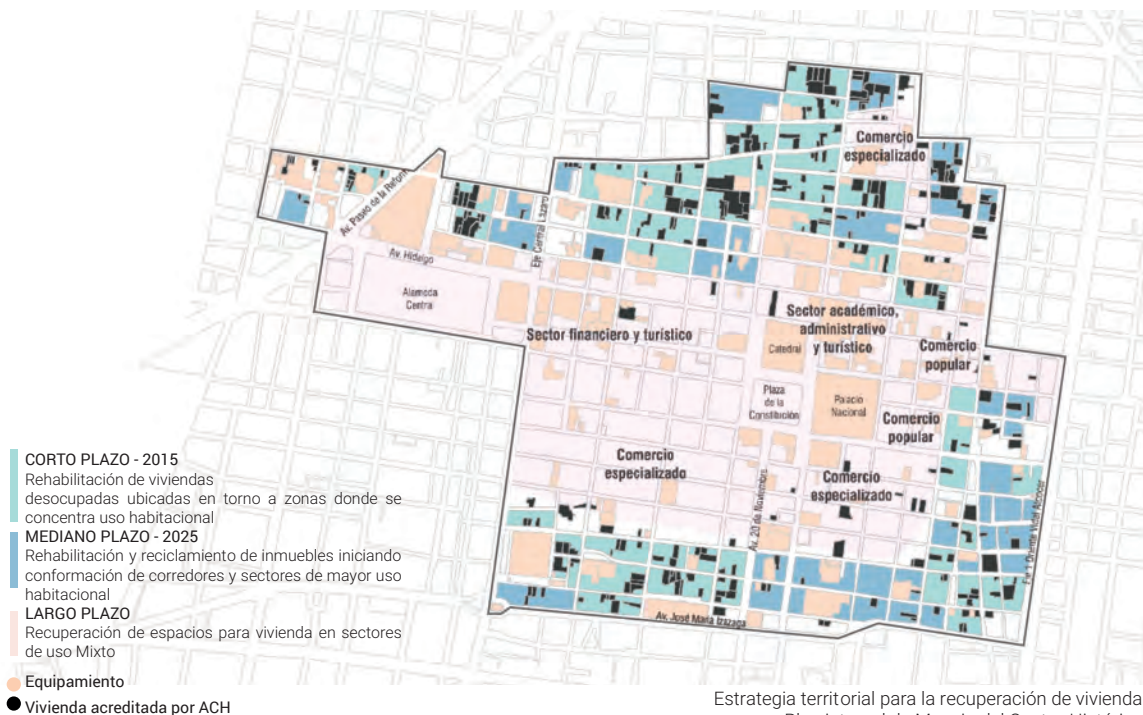 Comercio
especializado
Av. Paseo de la Reform
Eje Central Lázaro
Av. Hidalgo
Alameda
Centra
Sector financiero y turístico
Sector académico,
administrativo
y turístico
Catedral
Comercio
popular
Plaza
de la
Constitución
Palacio
Nacional
Comercio
popular
Comercio
especializado
Comercio
especializado
Av. 20 de Noviembre
Av. José María Izazaga
CORTO PLAZO - 2015
Rehabilitación de viviendas
desocupadas ubicadas en torno a zonas donde se
concentra uso habitacional
MEDIANO PLAZO - 2025
Rehabilitación y reciclamiento de inmuebles iniciando
conformación de corredores y sectores de mayor uso
habitacional
LARGO PLAZO
Recuperación de espacios para vivienda en sectores
de uso Mixto
Equipamiento
Vivienda acreditada por ACH
Estrategia territorial para la recuperación de vivienda